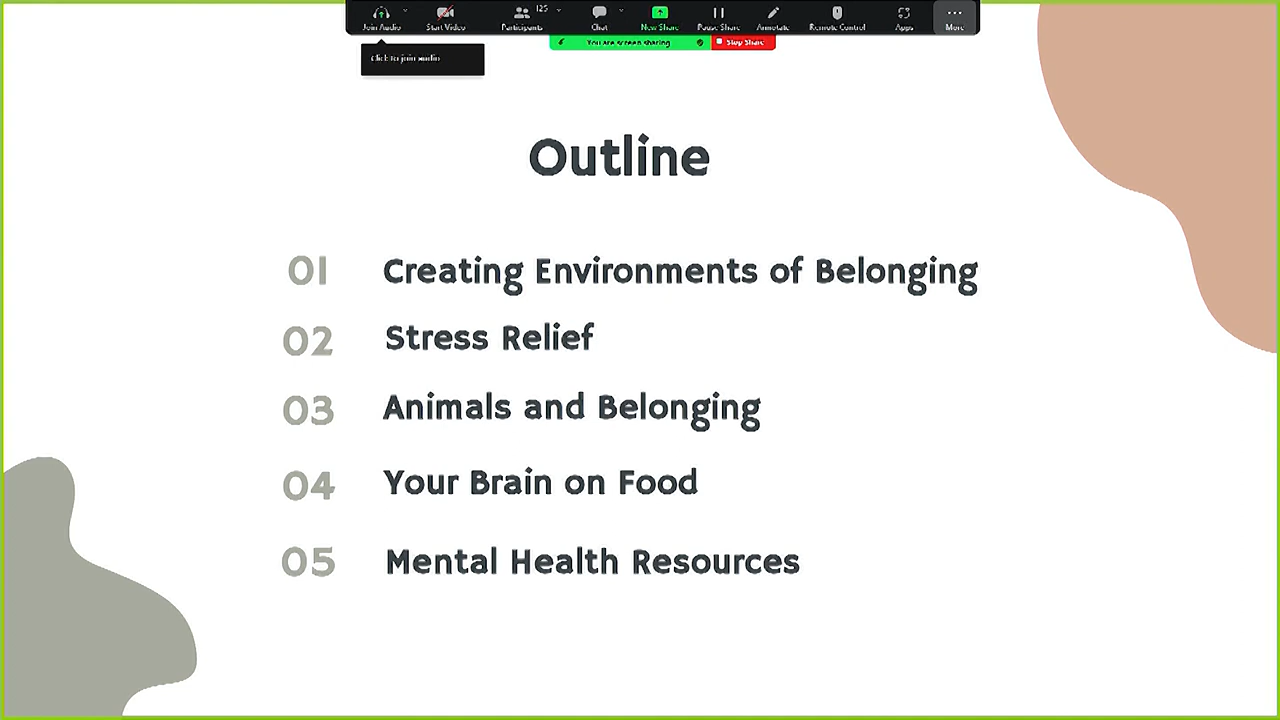 Join Audio Start Video Participants 125 Chat New Share Pause Share Annotate Remote Control Apps More
You are screen sharing Stop Share
Click to join audio
Outline
01 Creating Environments of Belonging
02 Stress Relief
03 Animals and Belonging
04 Your Brain on Food
05 Mental Health Resources